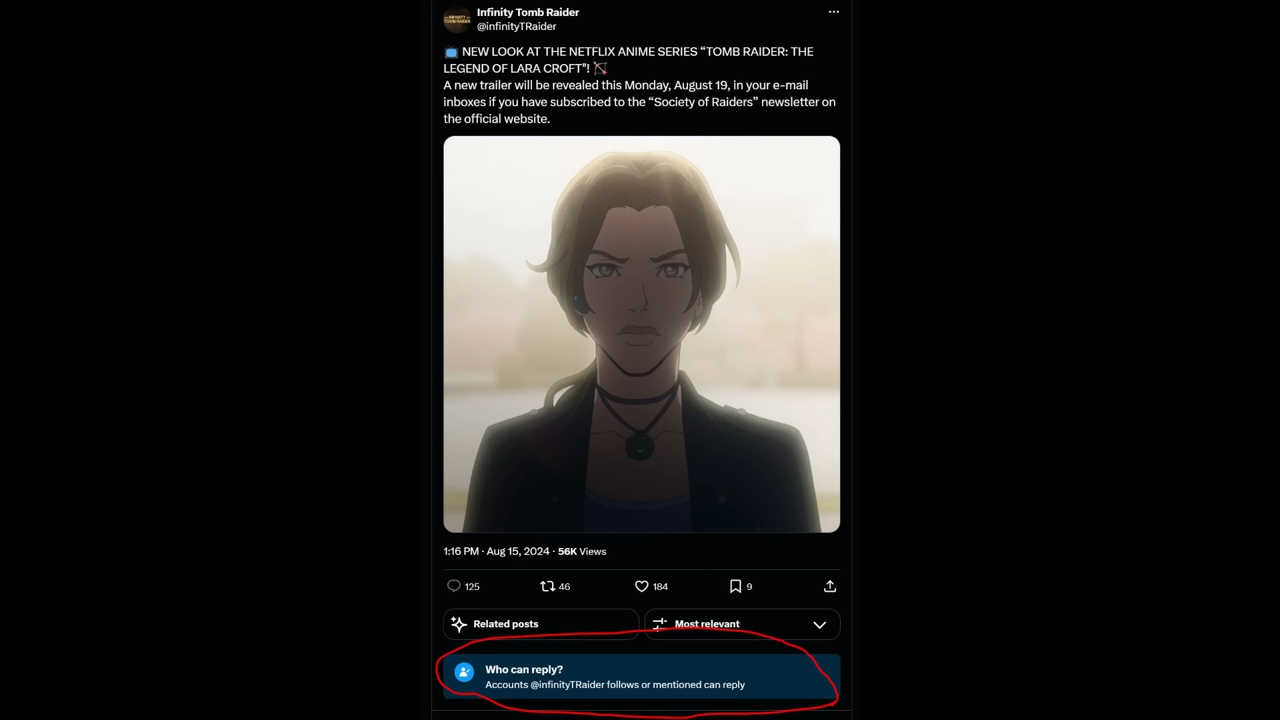 Infinity Tomb Raider
@infinityTRaider
📺 NEW LOOK AT THE NETFLIX ANIME SERIES “TOMB RAIDER: THE
LEGEND OF LARA CROFT”! 🏹
A new trailer will be revealed this Monday, August 19, in your e-mail
inboxes if you have subscribed to the “Society of Raiders” newsletter on
the official website.
1:16 PM · Aug 15, 2024 · 56K Views
125 46 184 9
Related posts Most relevant
Who can reply?
Accounts @infinityTRaider follows or mentioned can reply